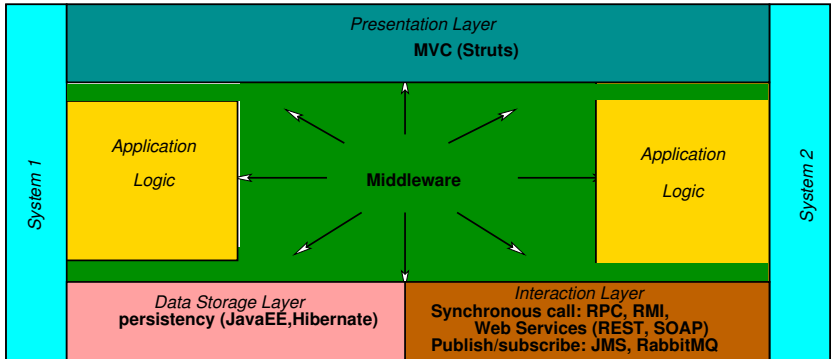 Presentation Layer
MVC (Struts)
System 1
Application
Logic
Middleware
Application
Logic
System 2
Data Storage Layer
persistency (JavaEE,Hibernate)
Interaction Layer
Synchronous call: RPC, RMI,
Web Services (REST, SOAP)
Publish/subscribe: JMS, RabbitMQ